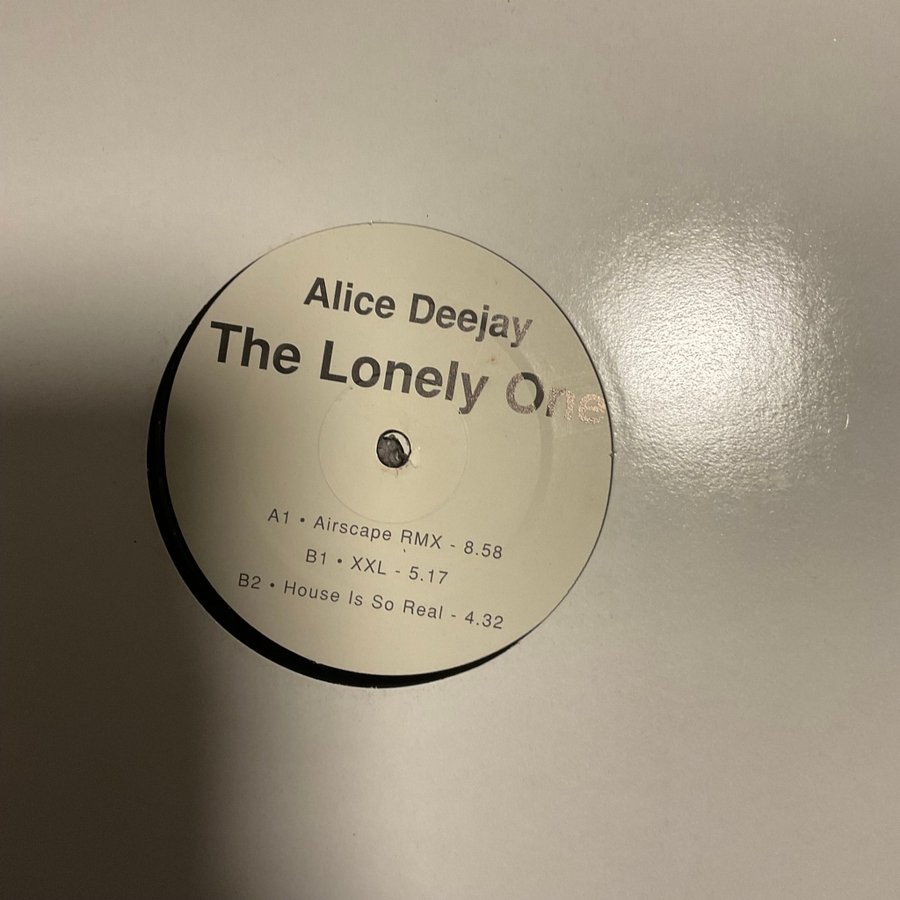 Alice Deejay
The Lonely One
A1 • Airscape RMX - 8.58
B1 • XXL - 5.17
B2 • House Is So Real - 4.32